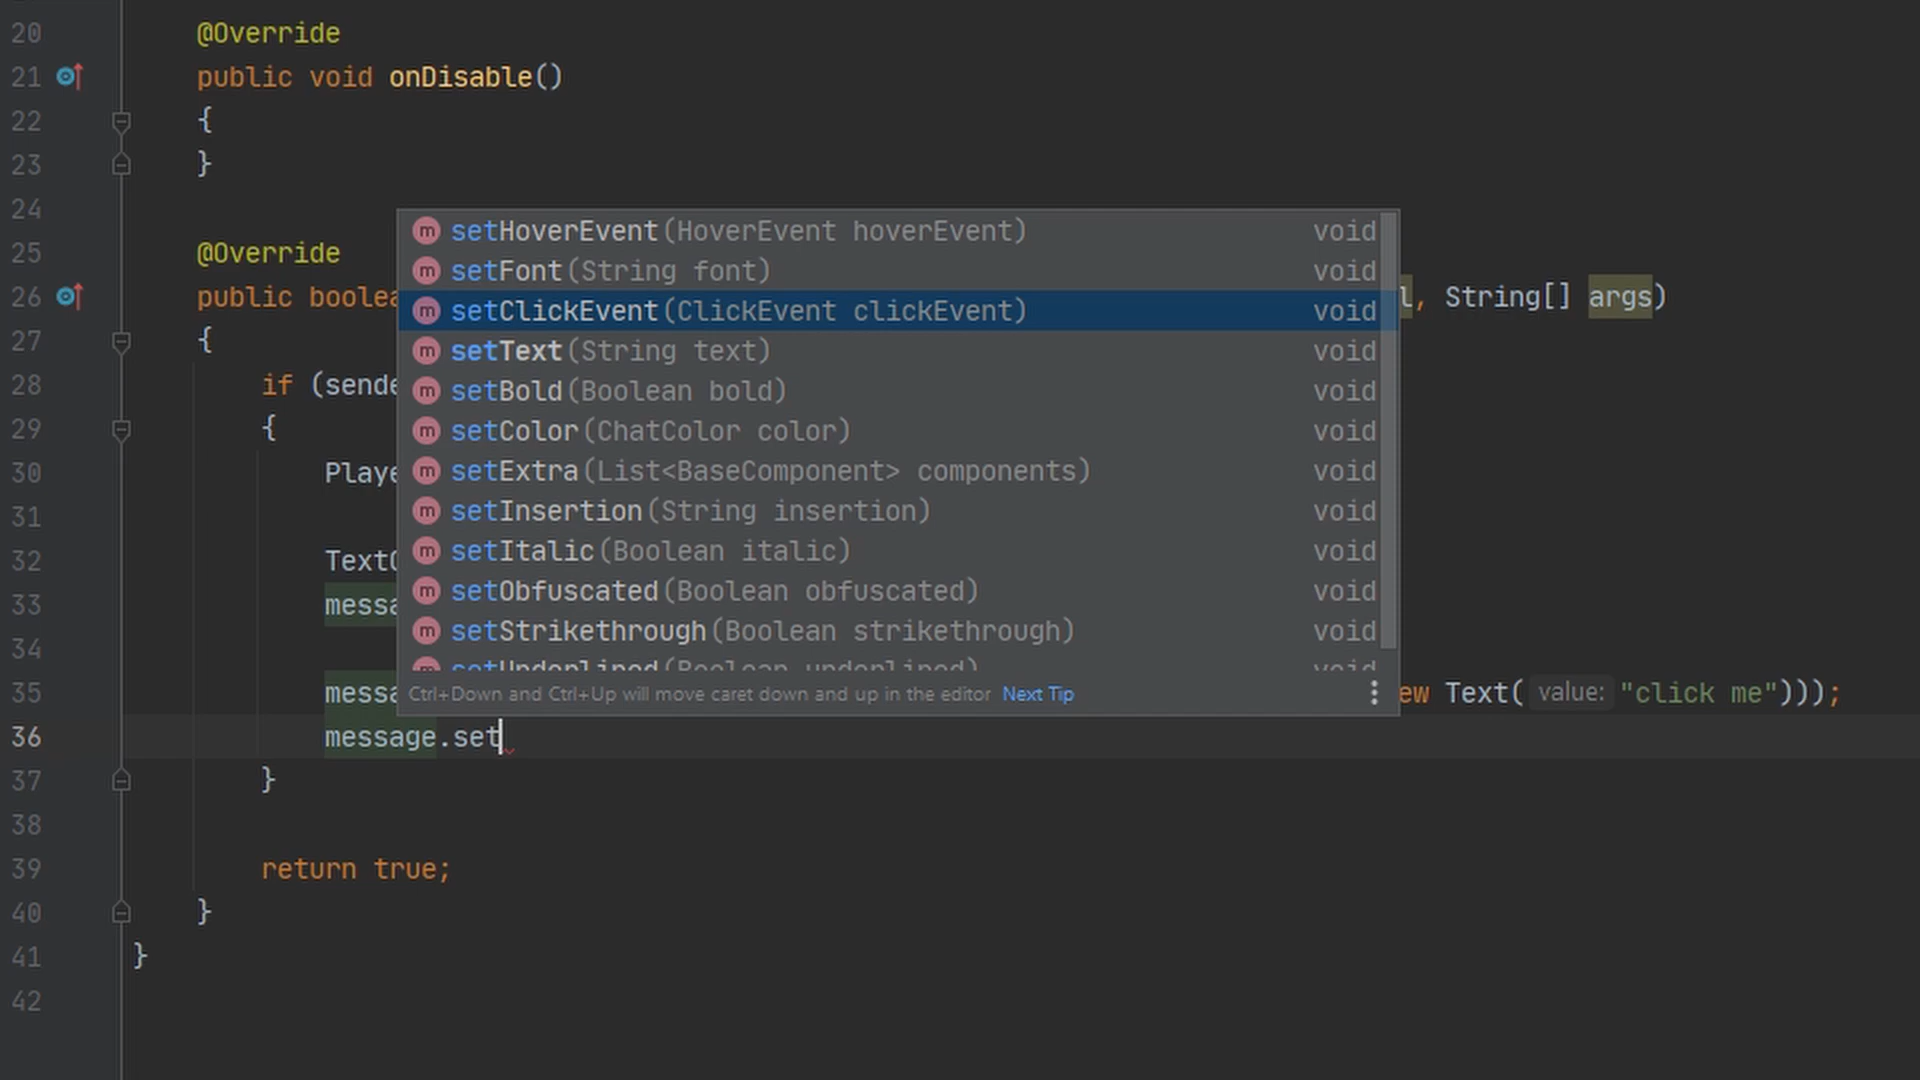 20 @Override
21 public void onDisable()
22 {
23 }
24
25 @Override
26 public boolea l, String[] args)
27 {
28 if (sende
29 {
30 Playe
31
32 Text
33 messa
34
35 messa ew Text( value: "click me")));
36 message.set
37 }
38
39 return true;
40 }
41 }
42
m setHoverEvent(HoverEvent hoverEvent) void
m setFont(String font) void
m setClickEvent(ClickEvent clickEvent) void
m setText(String text) void
m setBold(Boolean bold) void
m setColor(ChatColor color) void
m setExtra(List<BaseComponent> components) void
m setInsertion(String insertion) void
m setItalic(Boolean italic) void
m setObfuscated(Boolean obfuscated) void
m setStrikethrough(Boolean strikethrough) void
m setUnderlined(Boolean underlined) void
Ctrl+Down and Ctrl+Up will move caret down and up in the editor Next Tip